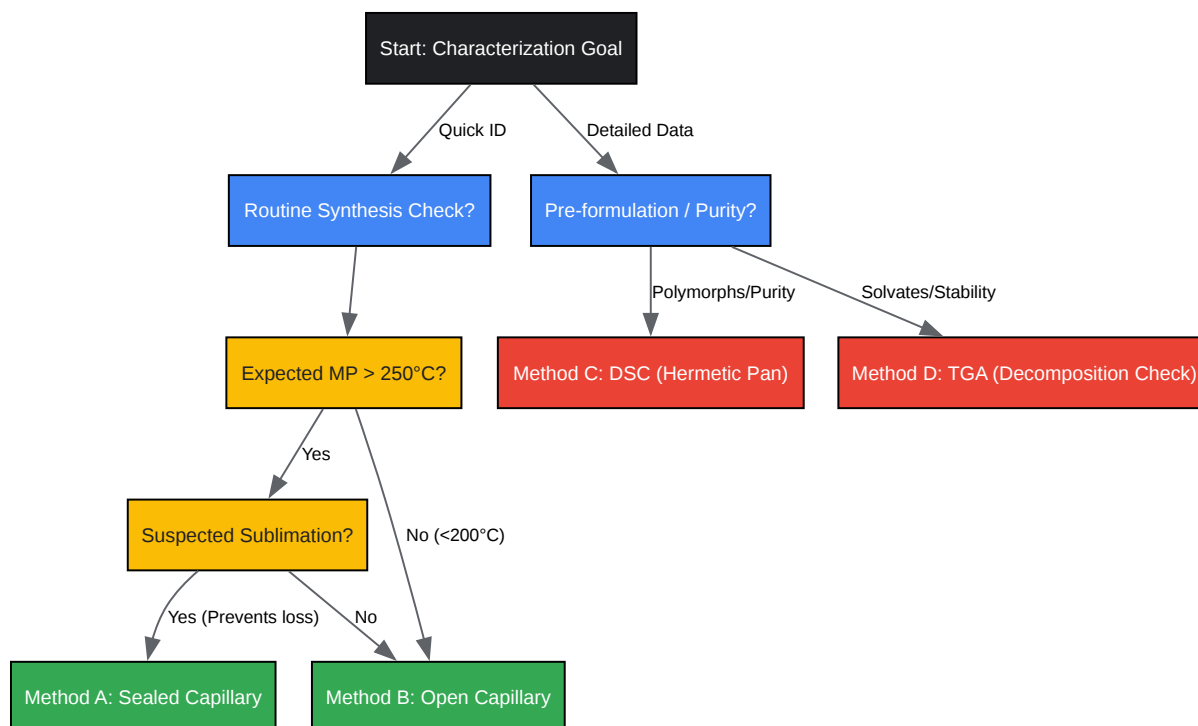 Start: Characterization Goal
Quick ID
Detailed Data
Routine Synthesis Check?
Pre-formulation / Purity?
Polymorphs/Purity
Solvates/Stability
Expected MP > 250°C?
Method C: DSC (Hermetic Pan)
Method D: TGA (Decomposition Check)
Yes
Suspected Sublimation?
No (<200°C)
Yes (Prevents loss)
No
Method A: Sealed Capillary
Method B: Open Capillary